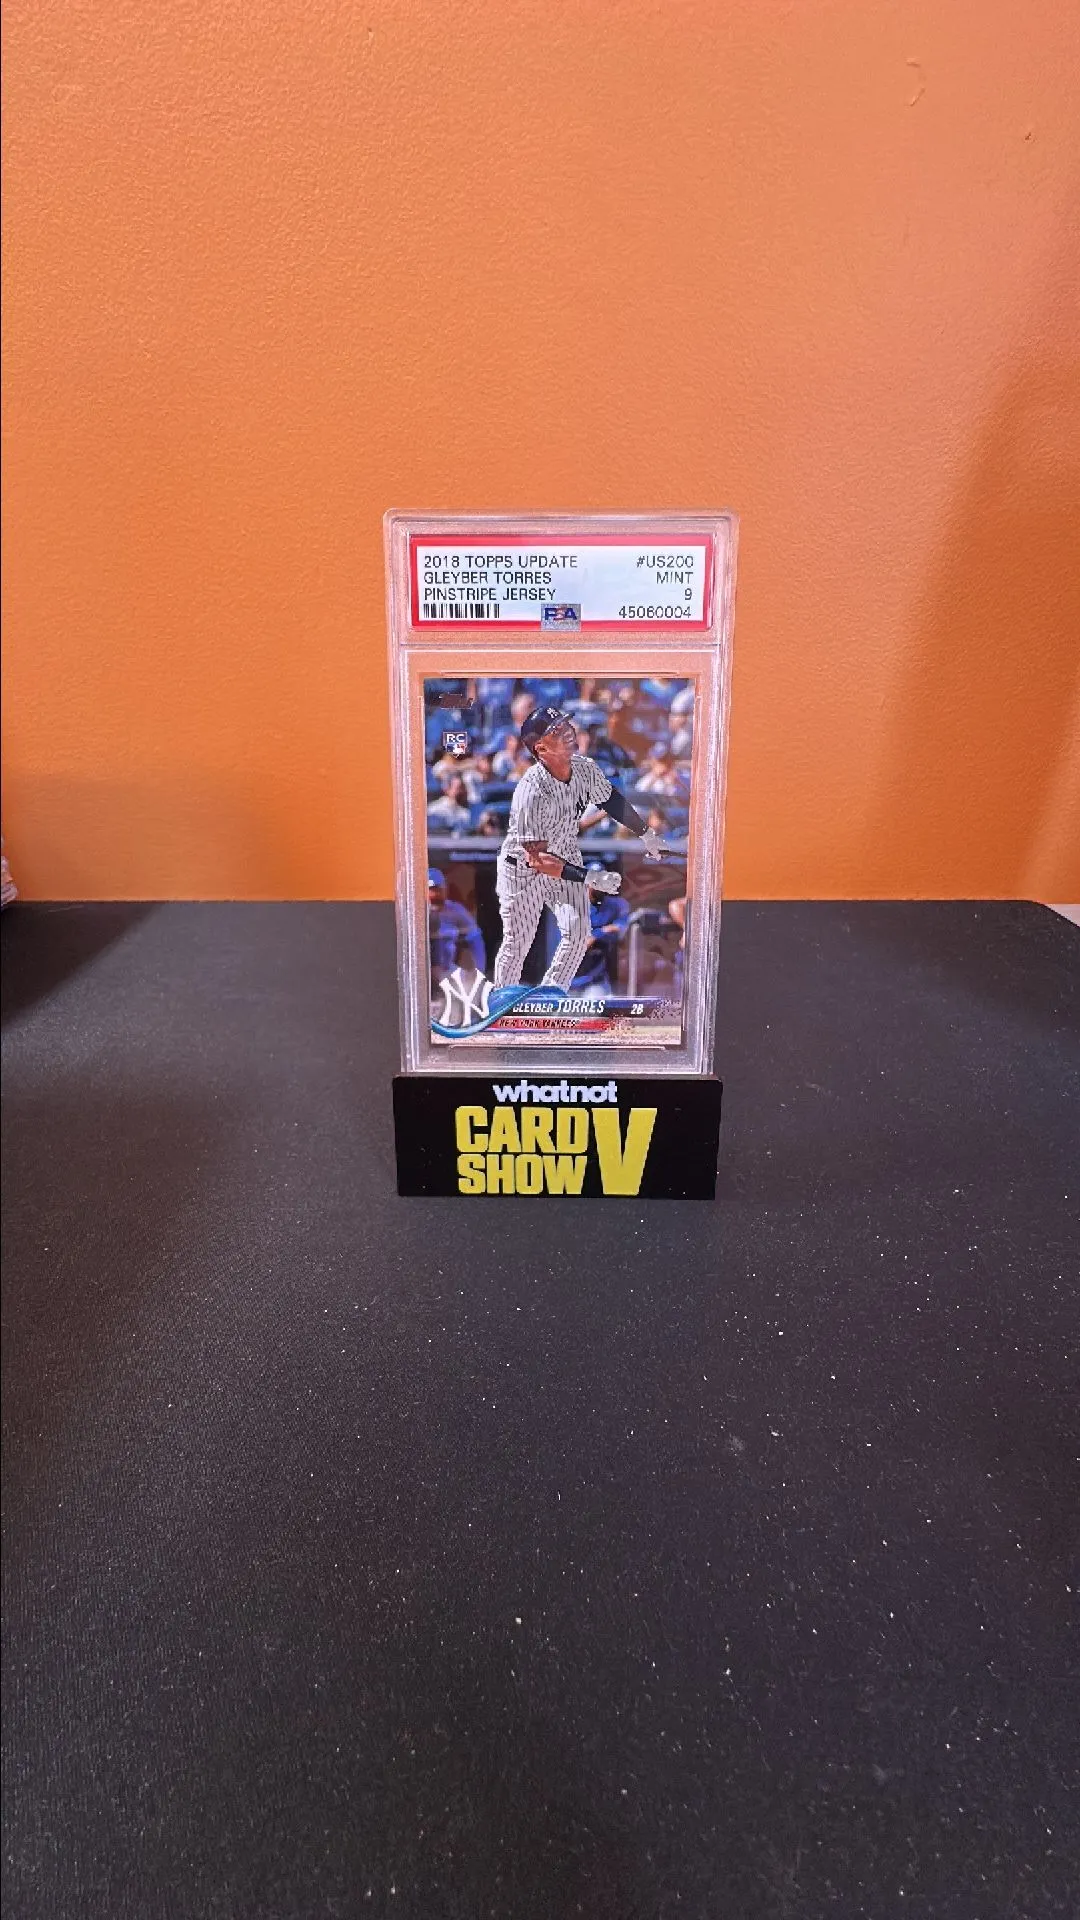 2018 TOPPS UPDATE #US200
GLEYBER TORRES MINT
PINSTRIPE JERSEY 9
PSA 45060004
RC
GLEYBER TORRES 2B
NEW YORK YANKEES
whatnot
CARD
SHOW V